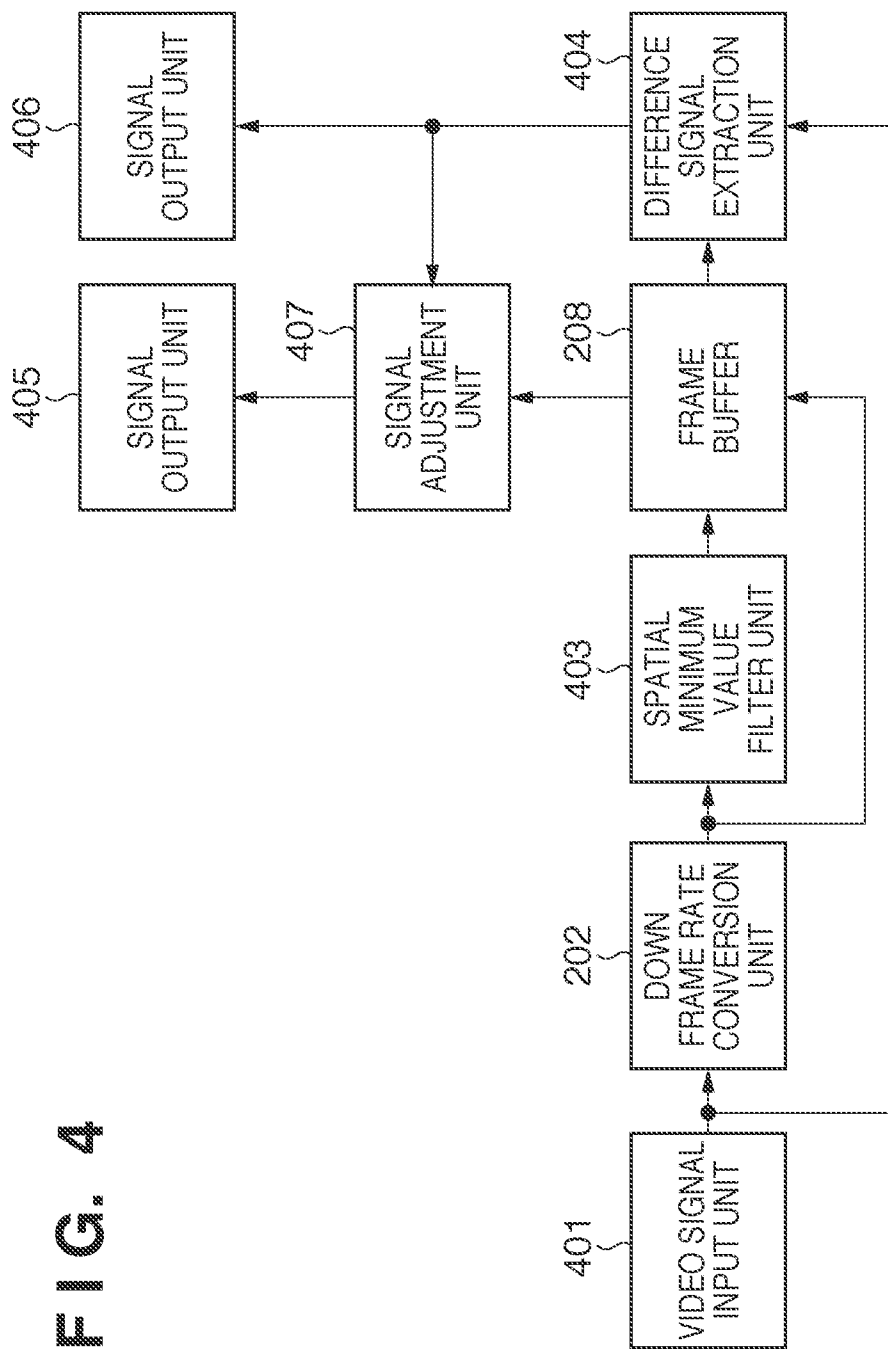 FIG. 4
406
SIGNAL
OUTPUT UNIT
405
SIGNAL
OUTPUT UNIT
407
SIGNAL
ADJUSTMENT
UNIT
401
VIDEO SIGNAL
INPUT UNIT
202
DOWN
FRAME RATE
CONVERSION
UNIT
403
SPATIAL
MINIMUM
VALUE
FILTER UNIT
208
FRAME
BUFFER
404
DIFFERENCE
SIGNAL
EXTRACTION
UNIT